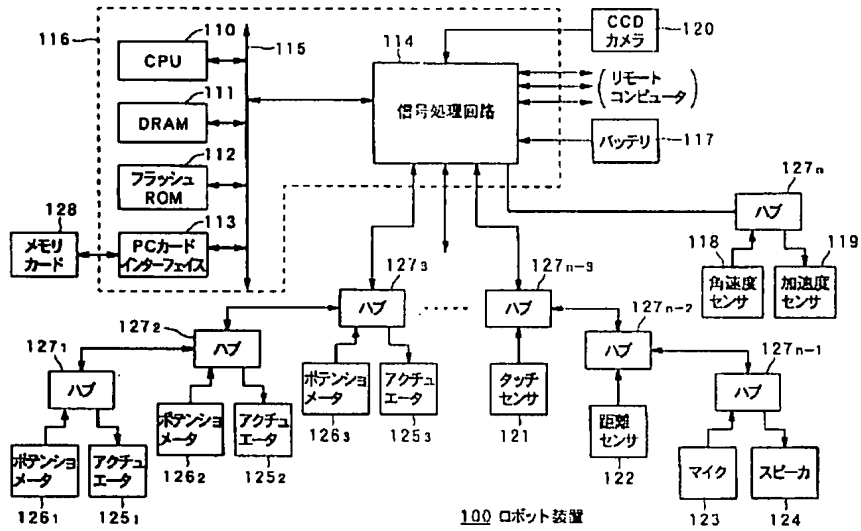 116
110
CPU
115
111
DRAM
112
フラッシュ
ROM
113
PCカード
インターフェイス
128
メモリ
カード
114
信号処理回路
CCD
カメラ
120
(リモート
コンピュータ)
バッテリ
117
127n
ハブ
118
119
角速度
センサ
加速度
センサ
1273
ハブ
127n-3
ハブ
1272
ハブ
127n-2
ハブ
1271
ハブ
127n-1
ハブ
ポテンショ
メータ
アクチュ
エータ
1263
1253
タッチ
センサ
121
ポテンショ
メータ
アクチュ
エータ
1262
1252
距離
センサ
122
ポテンショ
メータ
アクチュ
エータ
1261
1251
マイク
スピーカ
123
124
100 ロボット装置